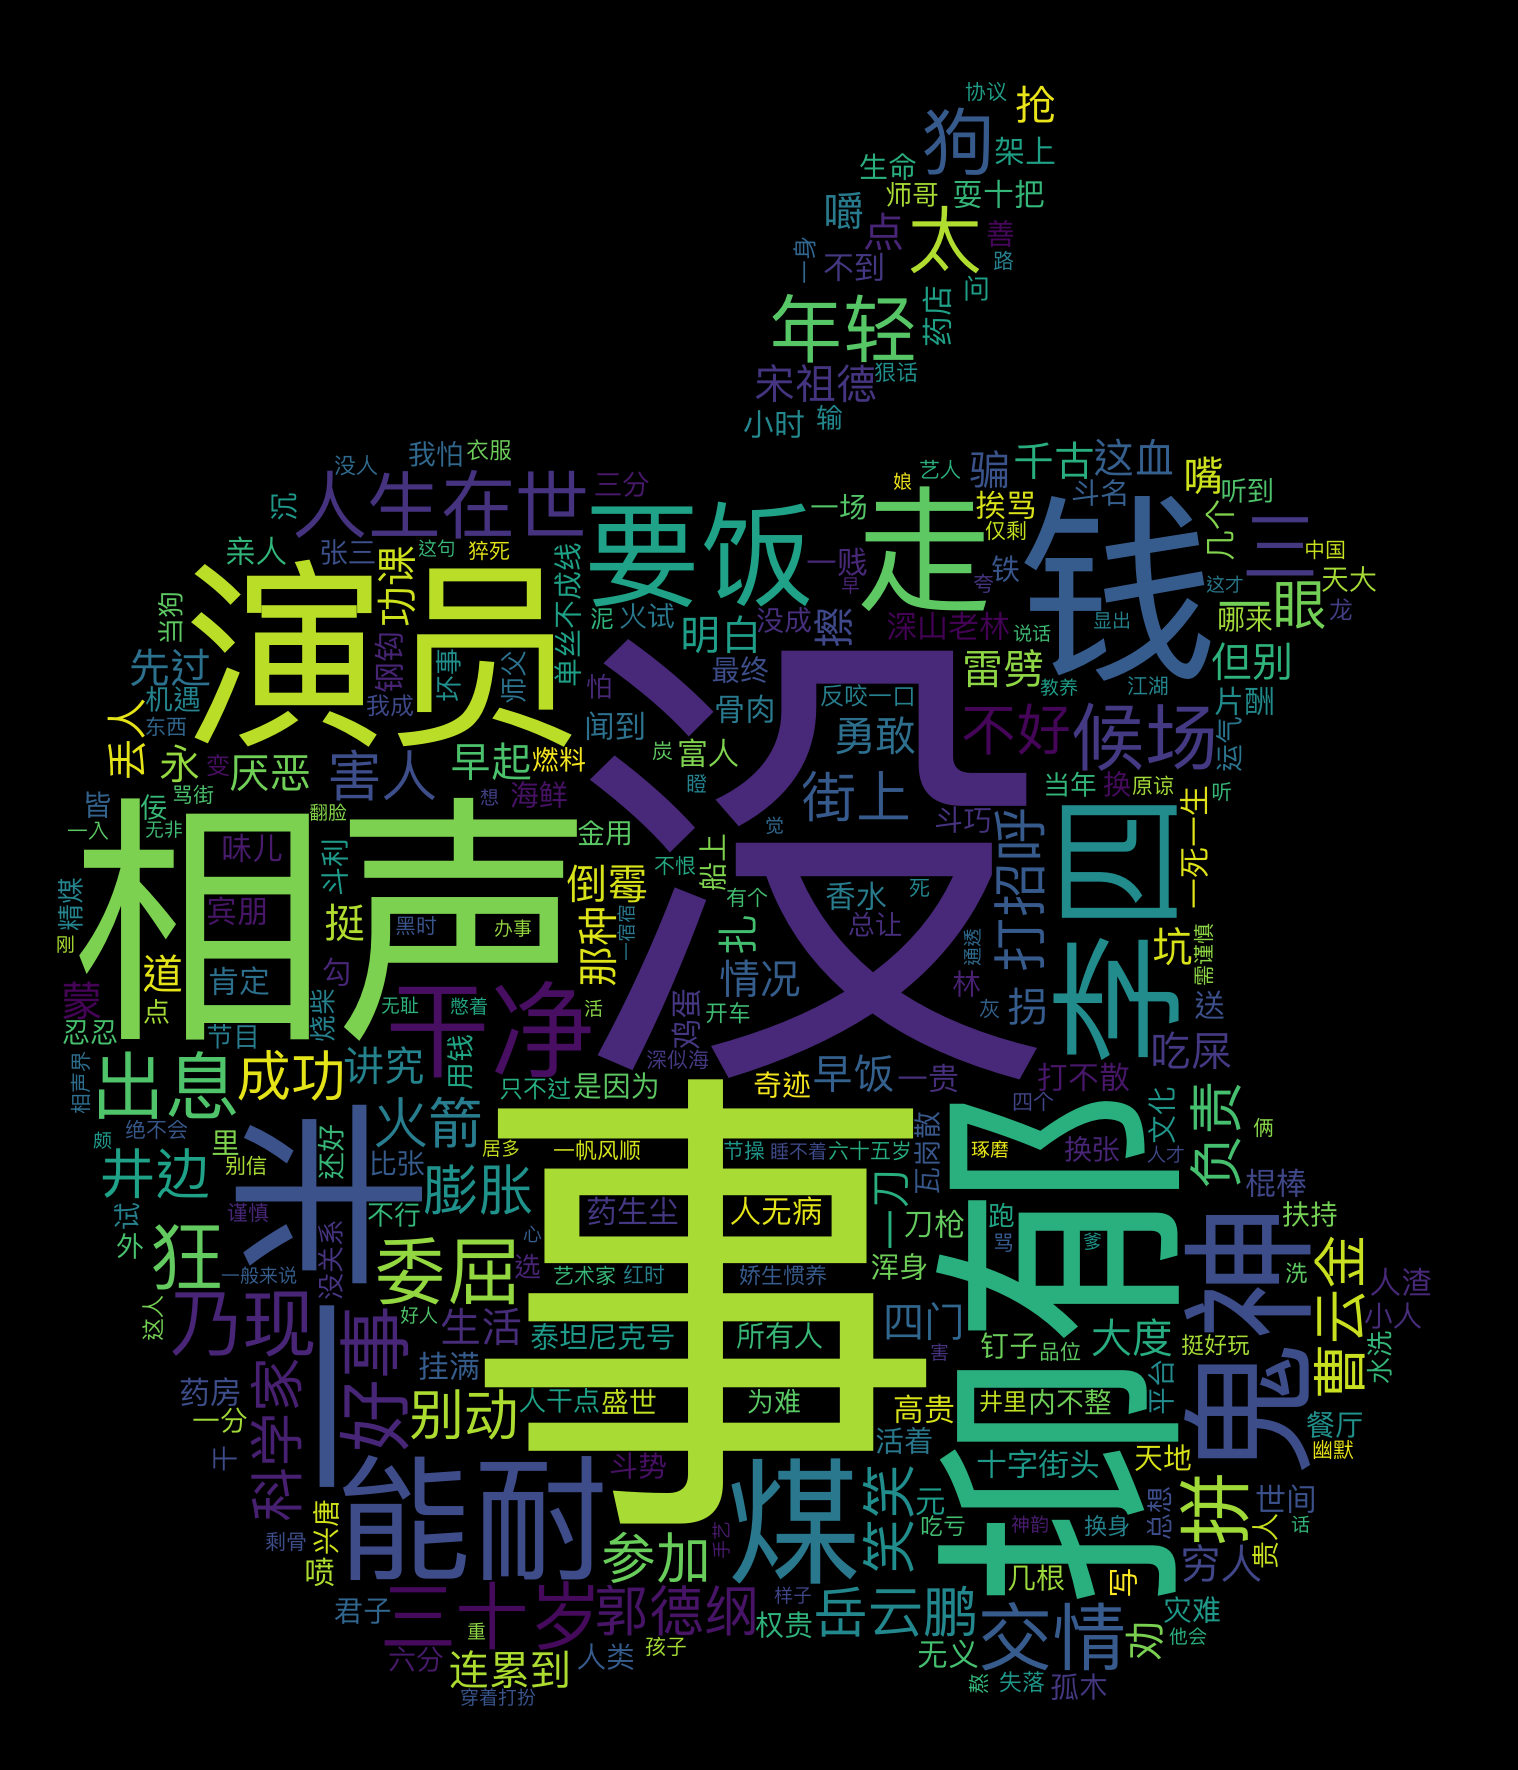 协议
抢
狗
架上
生命
师哥
耍十把
嚼
点
太
善
一身
不到
路
问
药店
年轻
宋祖德
狠话
小时
输
我怕
衣服
没人
人生在世
三分
沉
要饭
一场
走
娘
艺人
骗
千古
这血
嘴
听到
斗名
挨骂
仅剩
钱
几个
三
中国
天大
亲人
张三
这句
猝死
功课
演员
单丝不成线
一贱
早
夸
铁
这才
一眼
哪来
龙
当狗
泥
火试
明白
没成
擦
深山老林
说话
显出
先过
机遇
东西
钢钩
我成
坏事
师父
怕
闻到
没
最终
骨肉
反咬一口
勇敢
雷劈
教养
江湖
但别
片酬
运气
丢人
永
变
厌恶
害人
早起
燃料
炭
富人
不好
候场
皆
佞
骂街
想
海鲜
瞪
街上
当年
换
原谅
听
一入
无非
翻脸
金用
觉
斗巧
打招呼
四
一死一生
相声
味儿
斗利
倒霉
不恨
船上
有个
香水
死
总让
精煤
宾朋
挺
黑时
办事
那种
一宿宿
扎
通透
李
坑
需谨慎
道
肯定
勾
情况
林
蒙
点
无耻
憋着
干净
活
鸡蛋
开车
灰
拐
送
忍忍
节目
烧柴
用钱
深似海
吃屎
相声界
出息
成功
讲究
只不过
是因为
奇迹
早饭
一贵
打不散
四个
绝不会
里
还好
火箭
散
都
文化
负责
俩
颇
别信
比张
居多
一帆风顺
节操
睡不着
六十五岁
瓦岗
琢磨
换张
人才
井边
半
膨胀
一刀
棍棒
试
谨慎
不行
药生尘
人无病
刀枪
跑
骂
爹
扶持
外
狂
没关系
委屈
心
选
浑身
神
洗
一般来说
艺术家
红时
娇生惯养
人渣
小人
云金
这人
乃现
好人
生活
事
泰坦尼克号
所有人
四门
钉子
品位
大度
挺好玩
害
水洗
一
好事
挂满
曹
药房
科学家
别动
人干点
盛世
为难
高贵
井里
内不整
平台
鬼
餐厅
一分
活着
幽默
干
斗势
十字街头
天地
能耐
煤
笑笑
元
把
拼
世间
总想
兴唐
吃亏
神韵
换身
贵人
话
剩骨
喷
参加
手艺
几根
穷人
君子
三十岁
郭德纲
样子
权贵
岳云鹏
交情
灾难
重
劝
他会
六分
连累到
人类
孩子
无义
穿着打扮
熬
失落
孤木